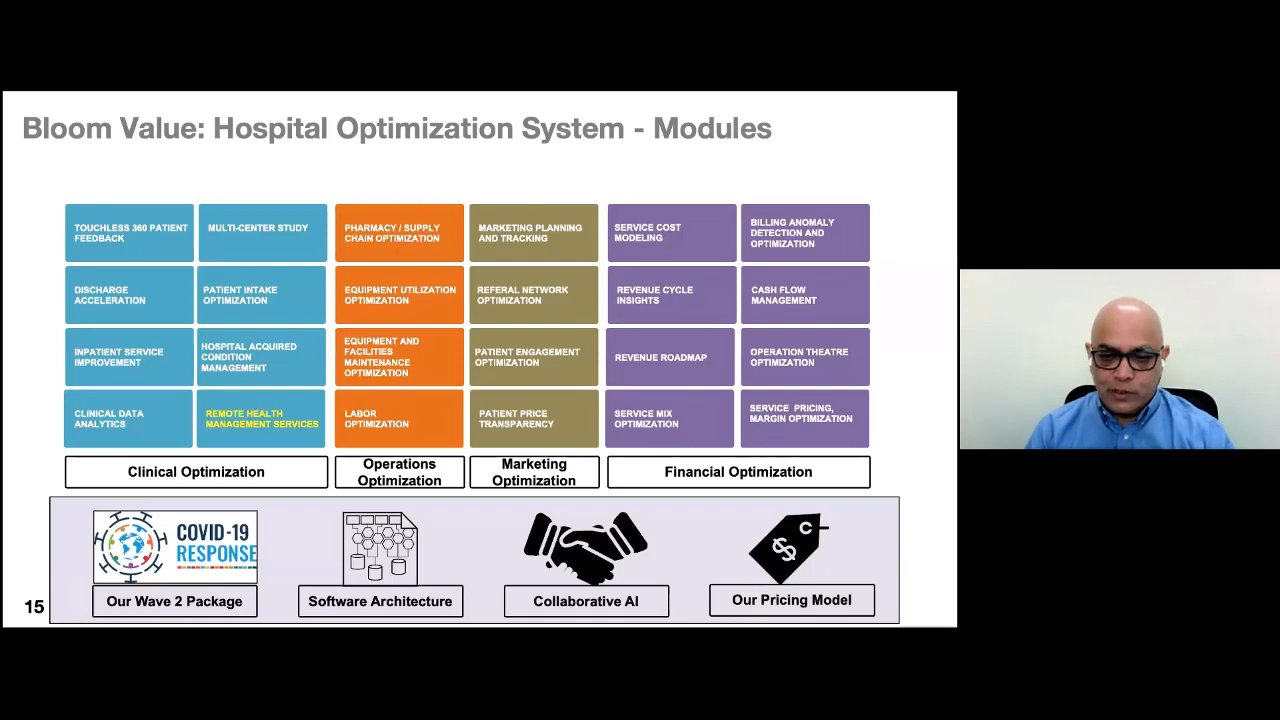 Bloom Value: Hospital Optimization System - Modules
TOUCHLESS 360 PATIENT
FEEDBACK
MULTI-CENTER STUDY
PHARMACY / SUPPLY
CHAIN OPTIMIZATION
MARKETING PLANNING
AND TRACKING
SERVICE COST
MODELING
BILLING ANOMALY
DETECTION AND
OPTIMIZATION
DISCHARGE
ACCELERATION
PATIENT INTAKE
OPTIMIZATION
EQUIPMENT UTILIZATION
OPTIMIZATION
REFERAL NETWORK
OPTIMIZATION
REVENUE CYCLE
INSIGHTS
CASH FLOW
MANAGEMENT
INPATIENT SERVICE
IMPROVEMENT
HOSPITAL ACQUIRED
CONDITION
MANAGEMENT
EQUIPMENT AND
FACILITIES
MAINTENANCE
OPTIMIZATION
PATIENT ENGAGEMENT
OPTIMIZATION
REVENUE ROADMAP
OPERATION THEATRE
OPTIMIZATION
CLINICAL DATA
ANALYTICS
REMOTE HEALTH
MANAGEMENT SERVICES
LABOR
OPTIMIZATION
PATIENT PRICE
TRANSPARENCY
SERVICE MIX
OPTIMIZATION
SERVICE PRICING,
MARGIN OPTIMIZATION
Clinical Optimization
Operations
Optimization
Marketing
Optimization
Financial Optimization
COVID-19
RESPONSE
$
Our Wave 2 Package
Software Architecture
Collaborative AI
Our Pricing Model
15